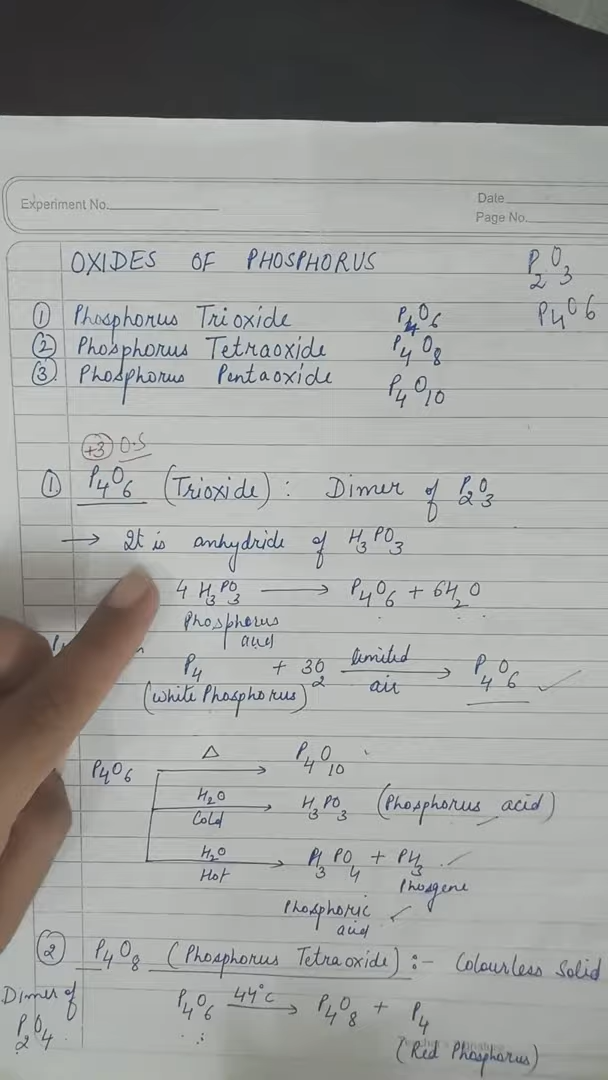 Experiment No.
Date
Page No.
OXIDES OF PHOSPHORUS P2O3
① Phosphorus Trioxide P4O6 P4O6
② Phosphorus Tetraoxide P4O8
③ Phosphorus Pentaoxide P4O10
+3 O.S
① P4O6 (Trioxide) : Dimer of P2O3
→ It is anhydride of H3PO3
4 H3PO3 → P4O6 + 6H2O
Phosphorus acid
P4 + 3O2 limited air → P4O6 ✓
(White Phosphorus)
P4O6 Δ → P4O10
H2O Cold → H3PO3 (Phosphorus acid)
H2O Hot → H3PO4 + PH3 ✓
Phosgene
Phosphoric acid ✓
② P4O8 (Phosphorus Tetraoxide) :- Colourless Solid
Dimer of P2O4
P4O6 44°C → P4O8 + P4
(Red Phosphorus)